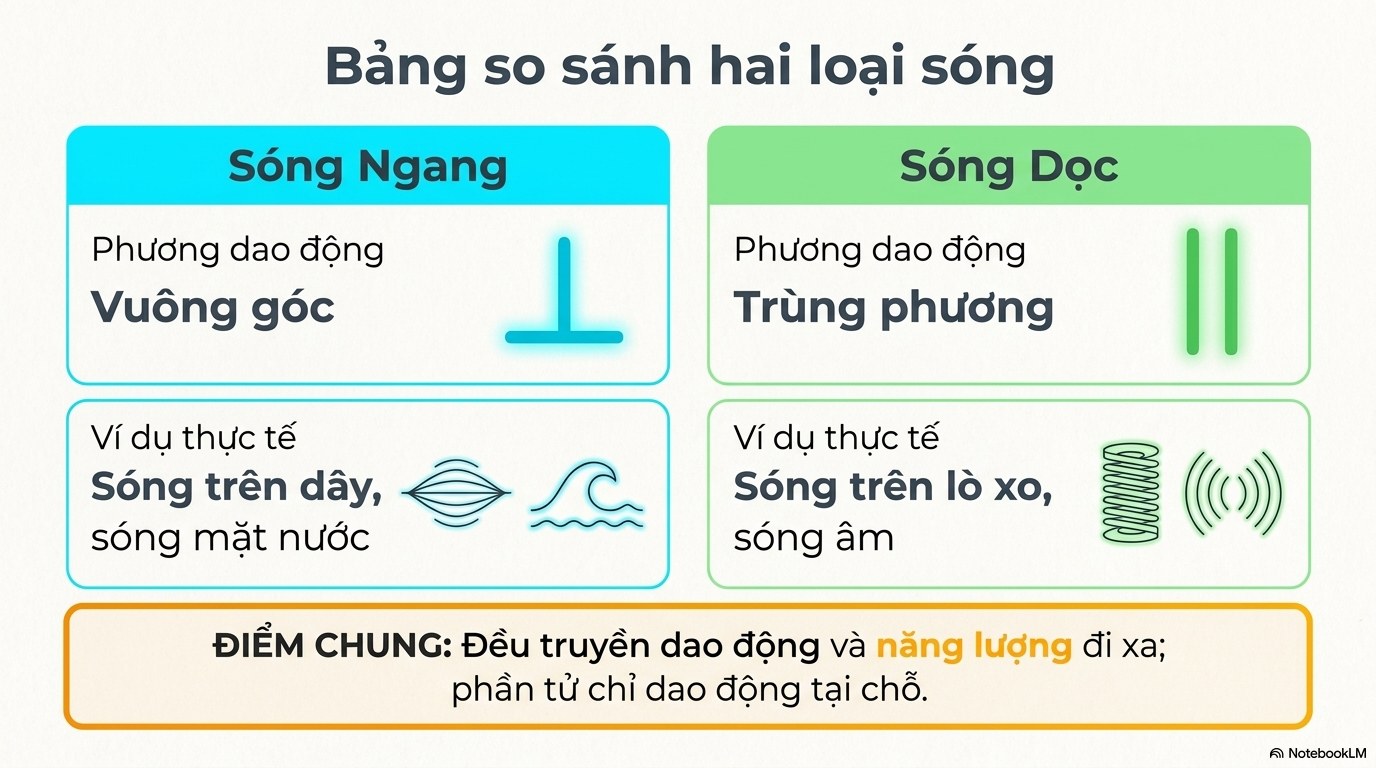 Bảng so sánh hai loại sóng
Sóng Ngang
Phương dao động
Vuông góc
Ví dụ thực tế
Sóng trên dây,
sóng mặt nước
Sóng Dọc
Phương dao động
Trùng phương
Ví dụ thực tế
Sóng trên lò xo,
sóng âm
ĐIỂM CHUNG: Đều truyền dao động và năng lượng đi xa;
phần tử chỉ dao động tại chỗ.
NotebookLM